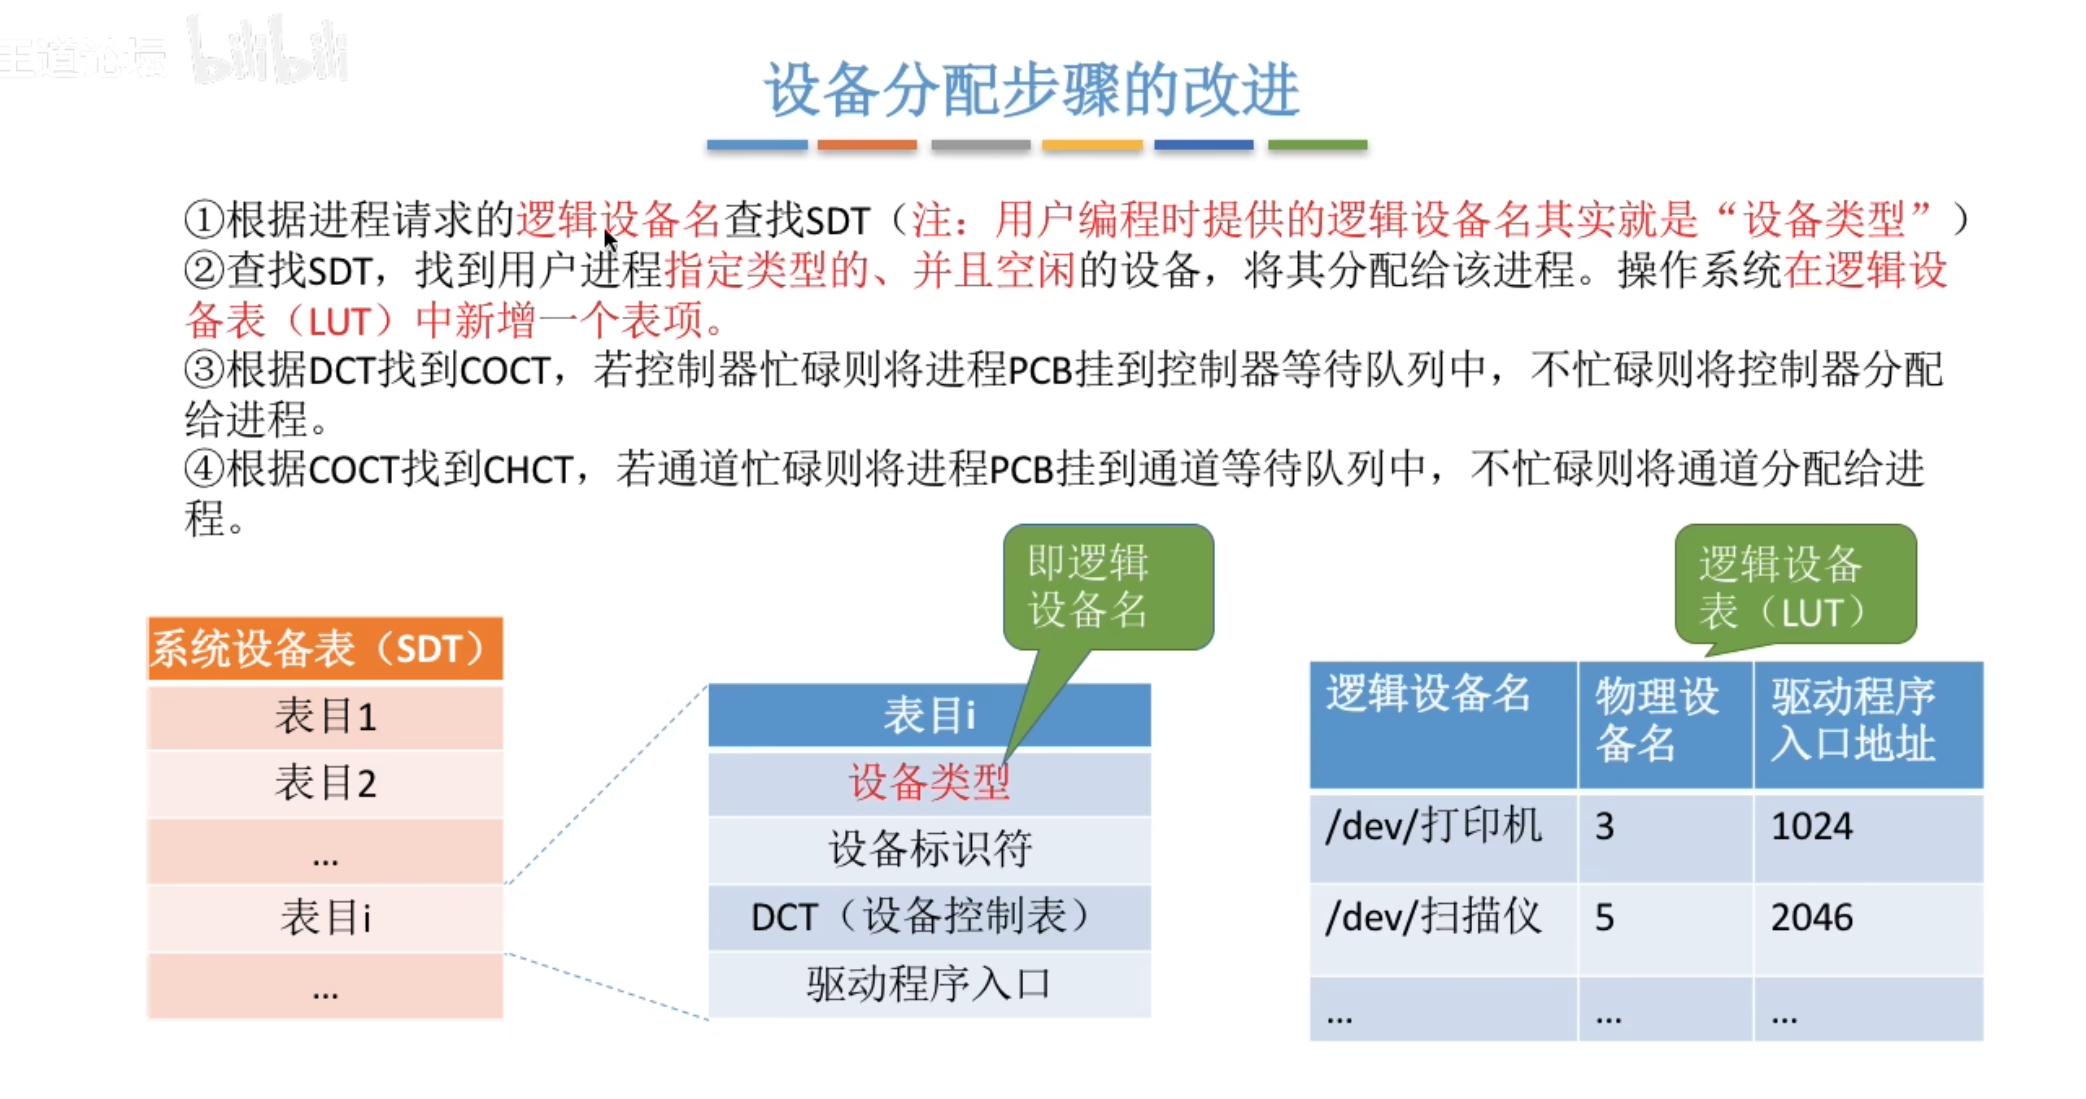 王道论坛 bilibili
设备分配步骤的改进
①根据进程请求的逻辑设备名查找SDT（注：用户编程时提供的逻辑设备名其实就是“设备类型”）
②查找SDT，找到用户进程指定类型的、并且空闲的设备，将其分配给该进程。操作系统在逻辑设
备表（LUT）中新增一个表项。
③根据DCT找到COCT，若控制器忙碌则将进程PCB挂到控制器等待队列中，不忙碌则将控制器分配
给进程。
④根据COCT找到CHCT，若通道忙碌则将进程PCB挂到通道等待队列中，不忙碌则将通道分配给进
程。
系统设备表（SDT）
表目1
表目2
...
表目i
...
即逻辑
设备名
表目i
设备类型
设备标识符
DCT（设备控制表）
驱动程序入口
逻辑设备
表（LUT）
逻辑设备名 物理设备名 驱动程序入口地址
/dev/打印机 3 1024
/dev/扫描仪 5 2046
... ... ...